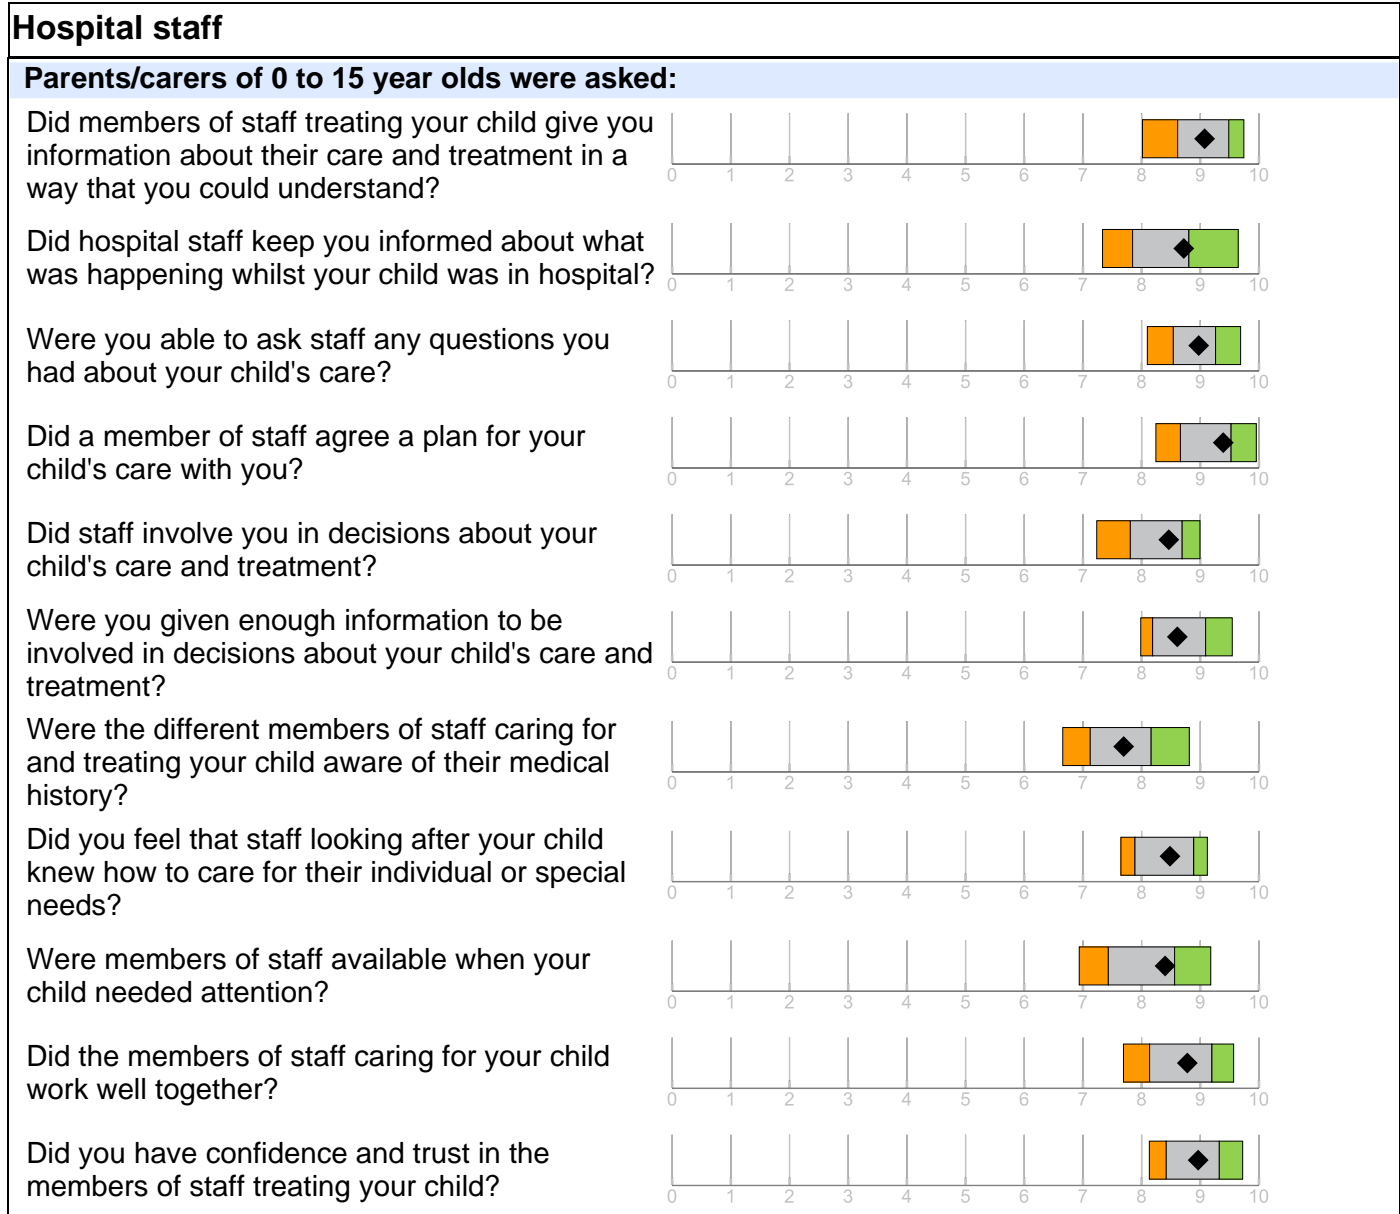 Hospital staff
Parents/carers of 0 to 15 year olds were asked:
Did members of staff treating your child give you
information about their care and treatment in a
way that you could understand?
0 1 2 3 4 5 6 7 8 9 10
Did hospital staff keep you informed about what
was happening whilst your child was in hospital?
0 1 2 3 4 5 6 7 8 9 10
Were you able to ask staff any questions you
had about your child's care?
0 1 2 3 4 5 6 7 8 9 10
Did a member of staff agree a plan for your
child's care with you?
0 1 2 3 4 5 6 7 8 9 10
Did staff involve you in decisions about your
child's care and treatment?
0 1 2 3 4 5 6 7 8 9 10
Were you given enough information to be
involved in decisions about your child's care and
treatment?
0 1 2 3 4 5 6 7 8 9 10
Were the different members of staff caring for
and treating your child aware of their medical
history?
0 1 2 3 4 5 6 7 8 9 10
Did you feel that staff looking after your child
knew how to care for their individual or special
needs?
0 1 2 3 4 5 6 7 8 9 10
Were members of staff available when your
child needed attention?
0 1 2 3 4 5 6 7 8 9 10
Did the members of staff caring for your child
work well together?
0 1 2 3 4 5 6 7 8 9 10
Did you have confidence and trust in the
members of staff treating your child?
0 1 2 3 4 5 6 7 8 9 10